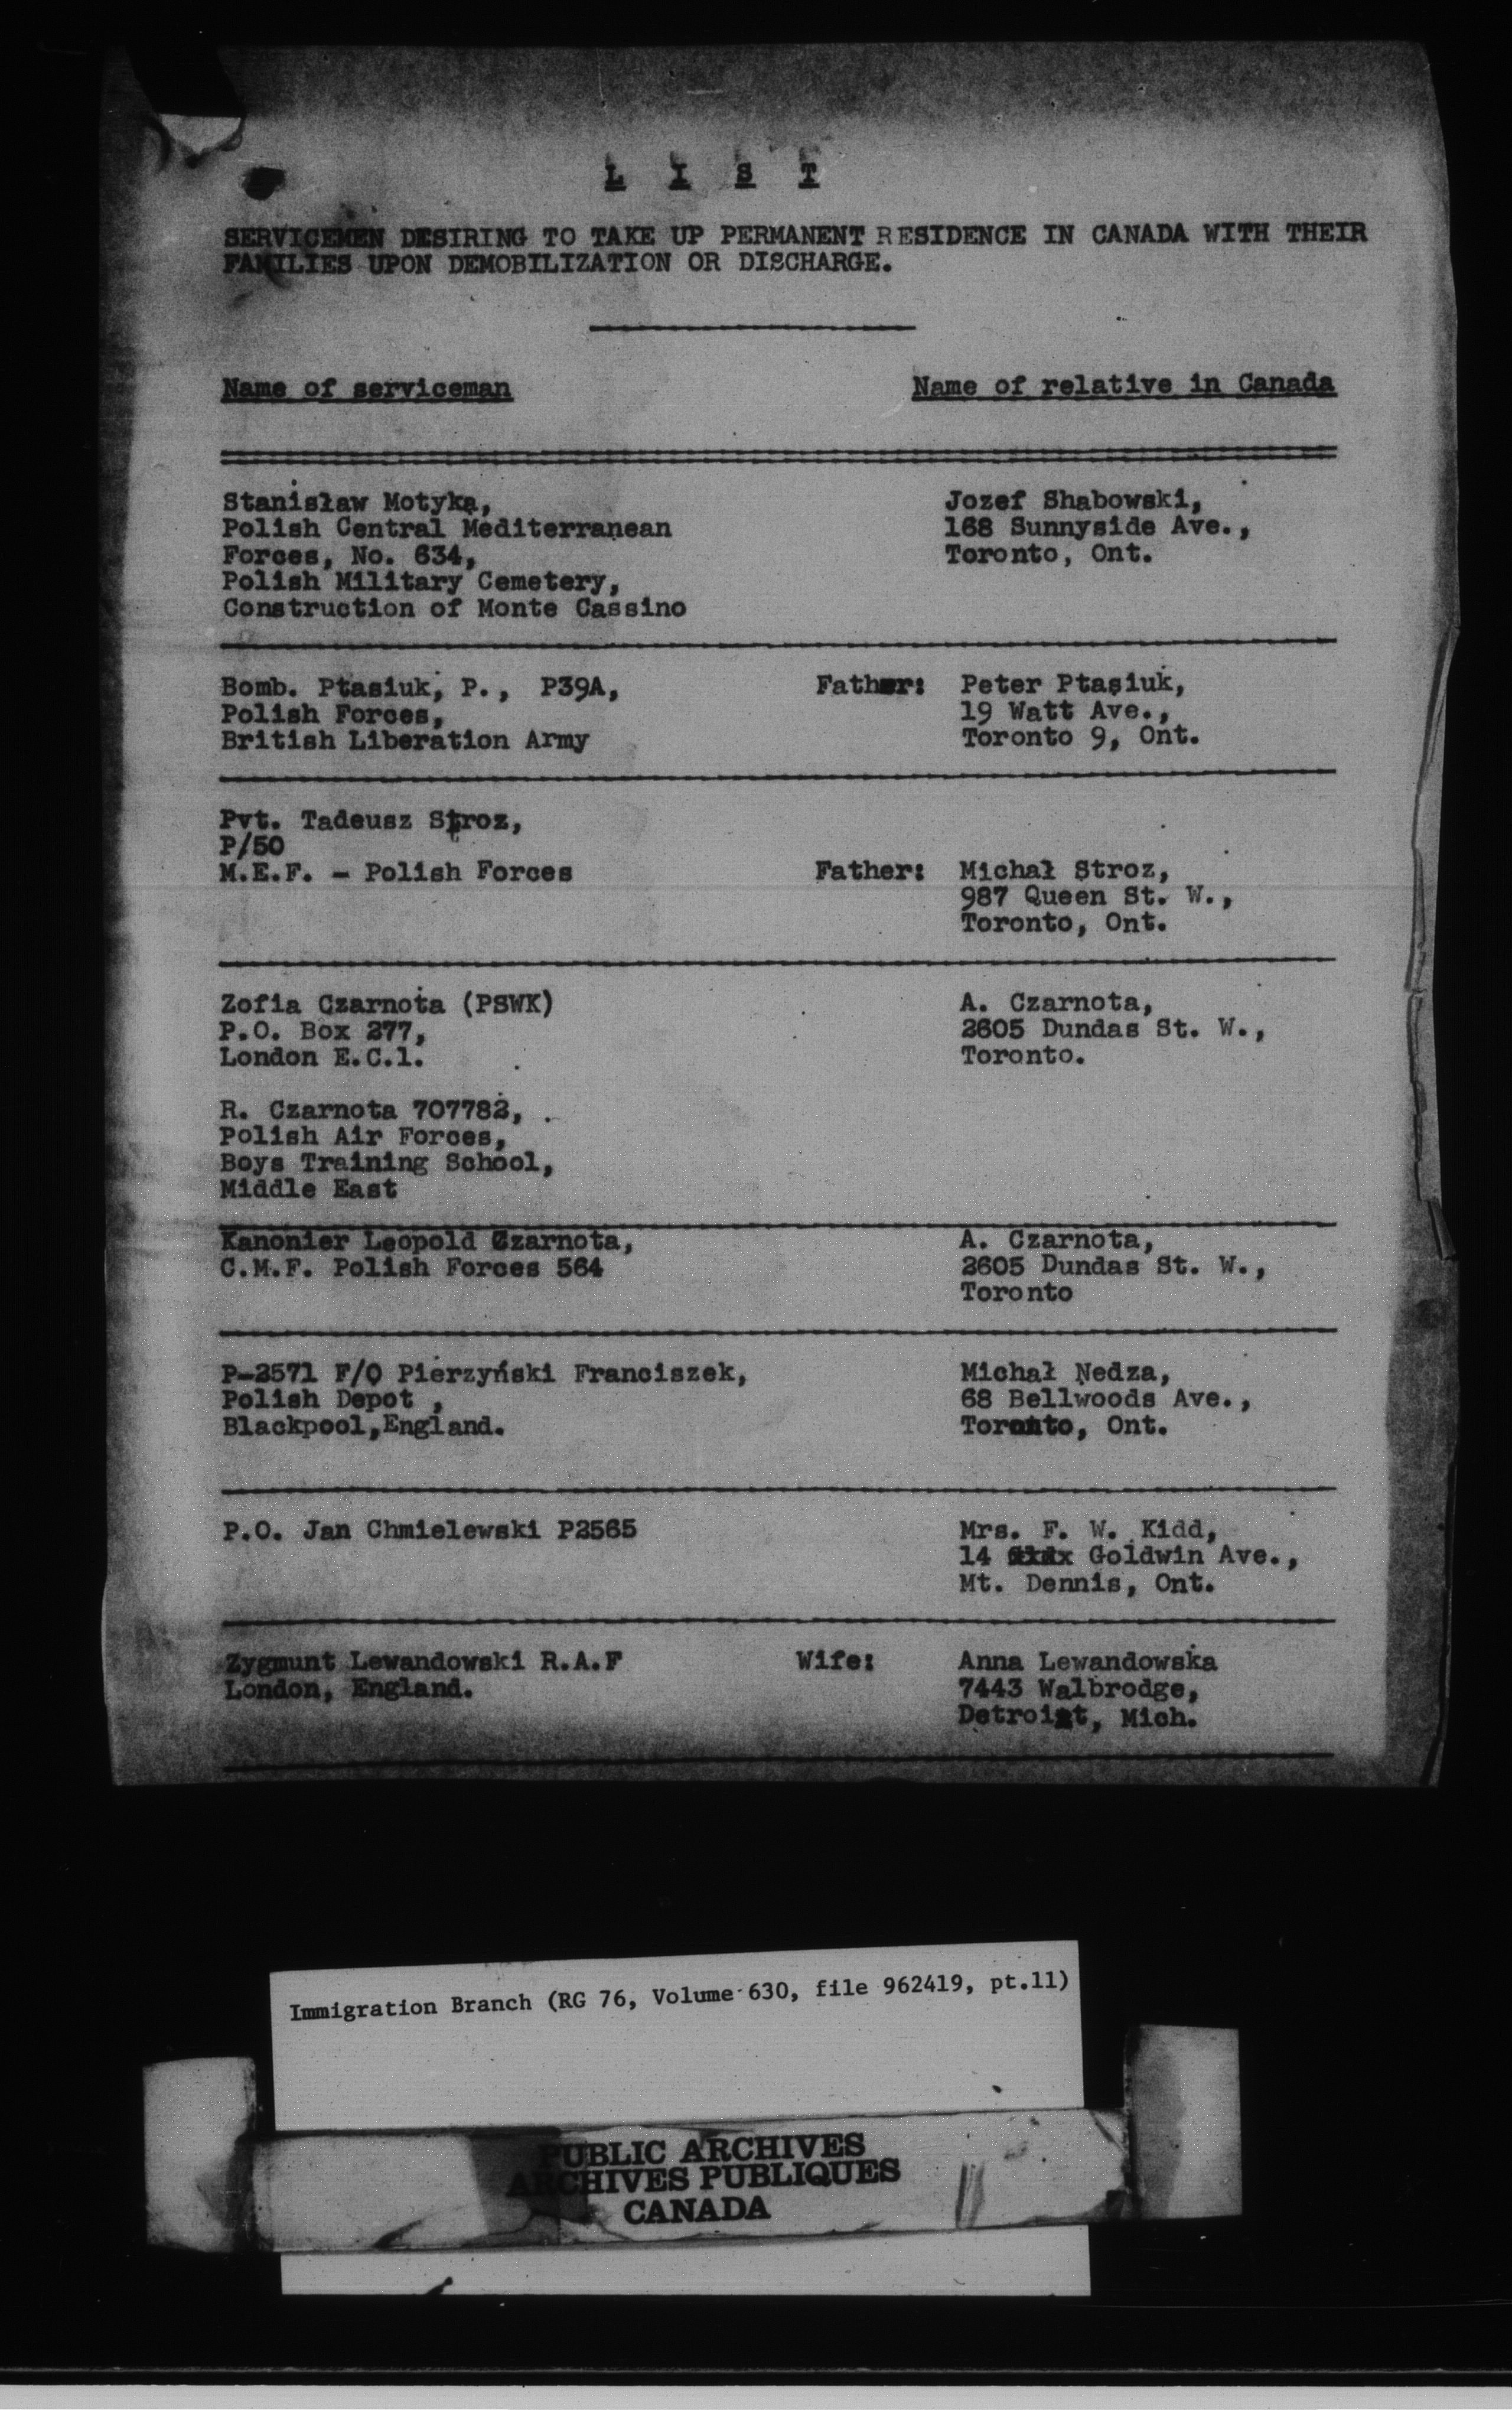 L I S T
SERVICEMEN DESIRING TO TAKE UP PERMANENT RESIDENCE IN CANADA WITH THEIR
FAMILIES UPON DEMOBILIZATION OR DISCHARGE.
Name of serviceman
Name of relative in Canada
Stanisław Motyka,
Polish Central Mediterranean
Forces, No. 634,
Polish Military Cemetery,
Construction of Monte Cassino
Jozef Shabowski,
168 Sunnyside Ave.,
Toronto, Ont.
Bomb. Ptasiuk, P., P39A,
Polish Forces,
British Liberation Army
Father: Peter Ptasiuk,
19 Watt Ave.,
Toronto 9, Ont.
Pvt. Tadeusz Stroz,
P/50
M.E.F. - Polish Forces
Father: Michał Stroz,
987 Queen St. W.,
Toronto, Ont.
Zofia Czarnota (PSWK)
P.O. Box 277,
London E.C.1.
A. Czarnota,
2605 Dundas St. W.,
Toronto.
R. Czarnota 707782,
Polish Air Forces,
Boys Training School,
Middle East
Kanonier Leopold Czarnota,
C.M.F. Polish Forces 564
A. Czarnota,
2605 Dundas St. W.,
Toronto
P-2571 F/O Pierzyński Franciszek,
Polish Depot ,
Blackpool,England.
Michał Nedza,
68 Bellwoods Ave.,
Toronto, Ont.
P.O. Jan Chmielewski P2565
Mrs. F. W. Kidd,
14 Goldwin Ave.,
Mt. Dennis, Ont.
Zygmunt Lewandowski R.A.F
London, England.
Wife: Anna Lewandowska
7443 Walbrodge,
Detroit, Mich.
Immigration Branch (RG 76, Volume 630, file 962419, pt.11)
PUBLIC ARCHIVES
ARCHIVES PUBLIQUES
CANADA